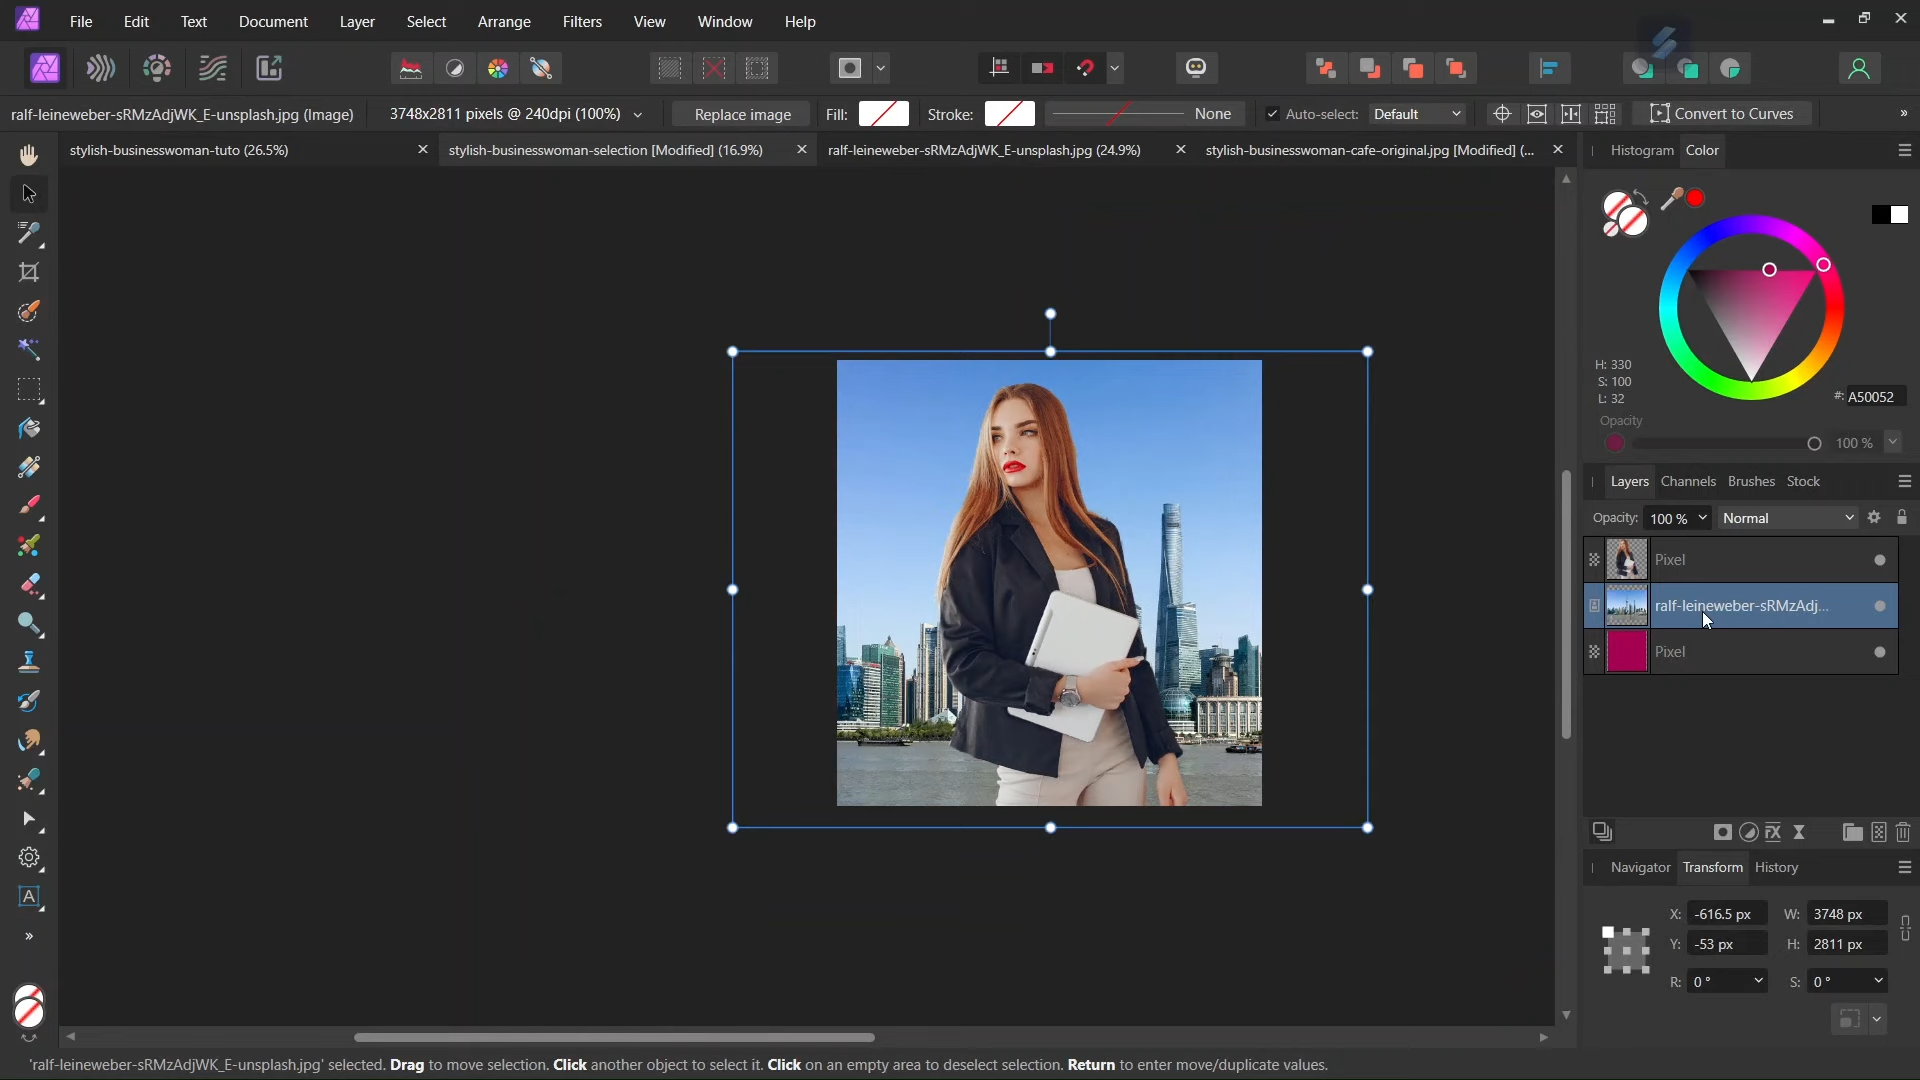 File Edit Text Document Layer Select Arrange Filters View Window Help
ralf-leineweber-sRMzAdjWK_E-unsplash.jpg (Image) 3748x2811 pixels @ 240dpi (100%) Replace image Fill: Stroke: None Auto-select: Default Convert to Curves »
stylish-businesswoman-tuto (26.5%) stylish-businesswoman-selection [Modified] (16.9%) ralf-leineweber-sRMzAdjWK_E-unsplash.jpg (24.9%) stylish-businesswoman-cafe-original.jpg [Modified] (...
Histogram Color
H: 330
S: 100
L: 32
#: A50052
Opacity
100 %
Layers Channels Brushes Stock
Opacity: 100 % Normal
Pixel
ralf-leineweber-sRMzAdj...
Pixel
Navigator Transform History
X: -616.5 px W: 3748 px
Y: -53 px H: 2811 px
R: 0 ° S: 0 °
'ralf-leineweber-sRMzAdjWK_E-unsplash.jpg' selected. Drag to move selection. Click another object to select it. Click on an empty area to deselect selection. Return to enter move/duplicate values.